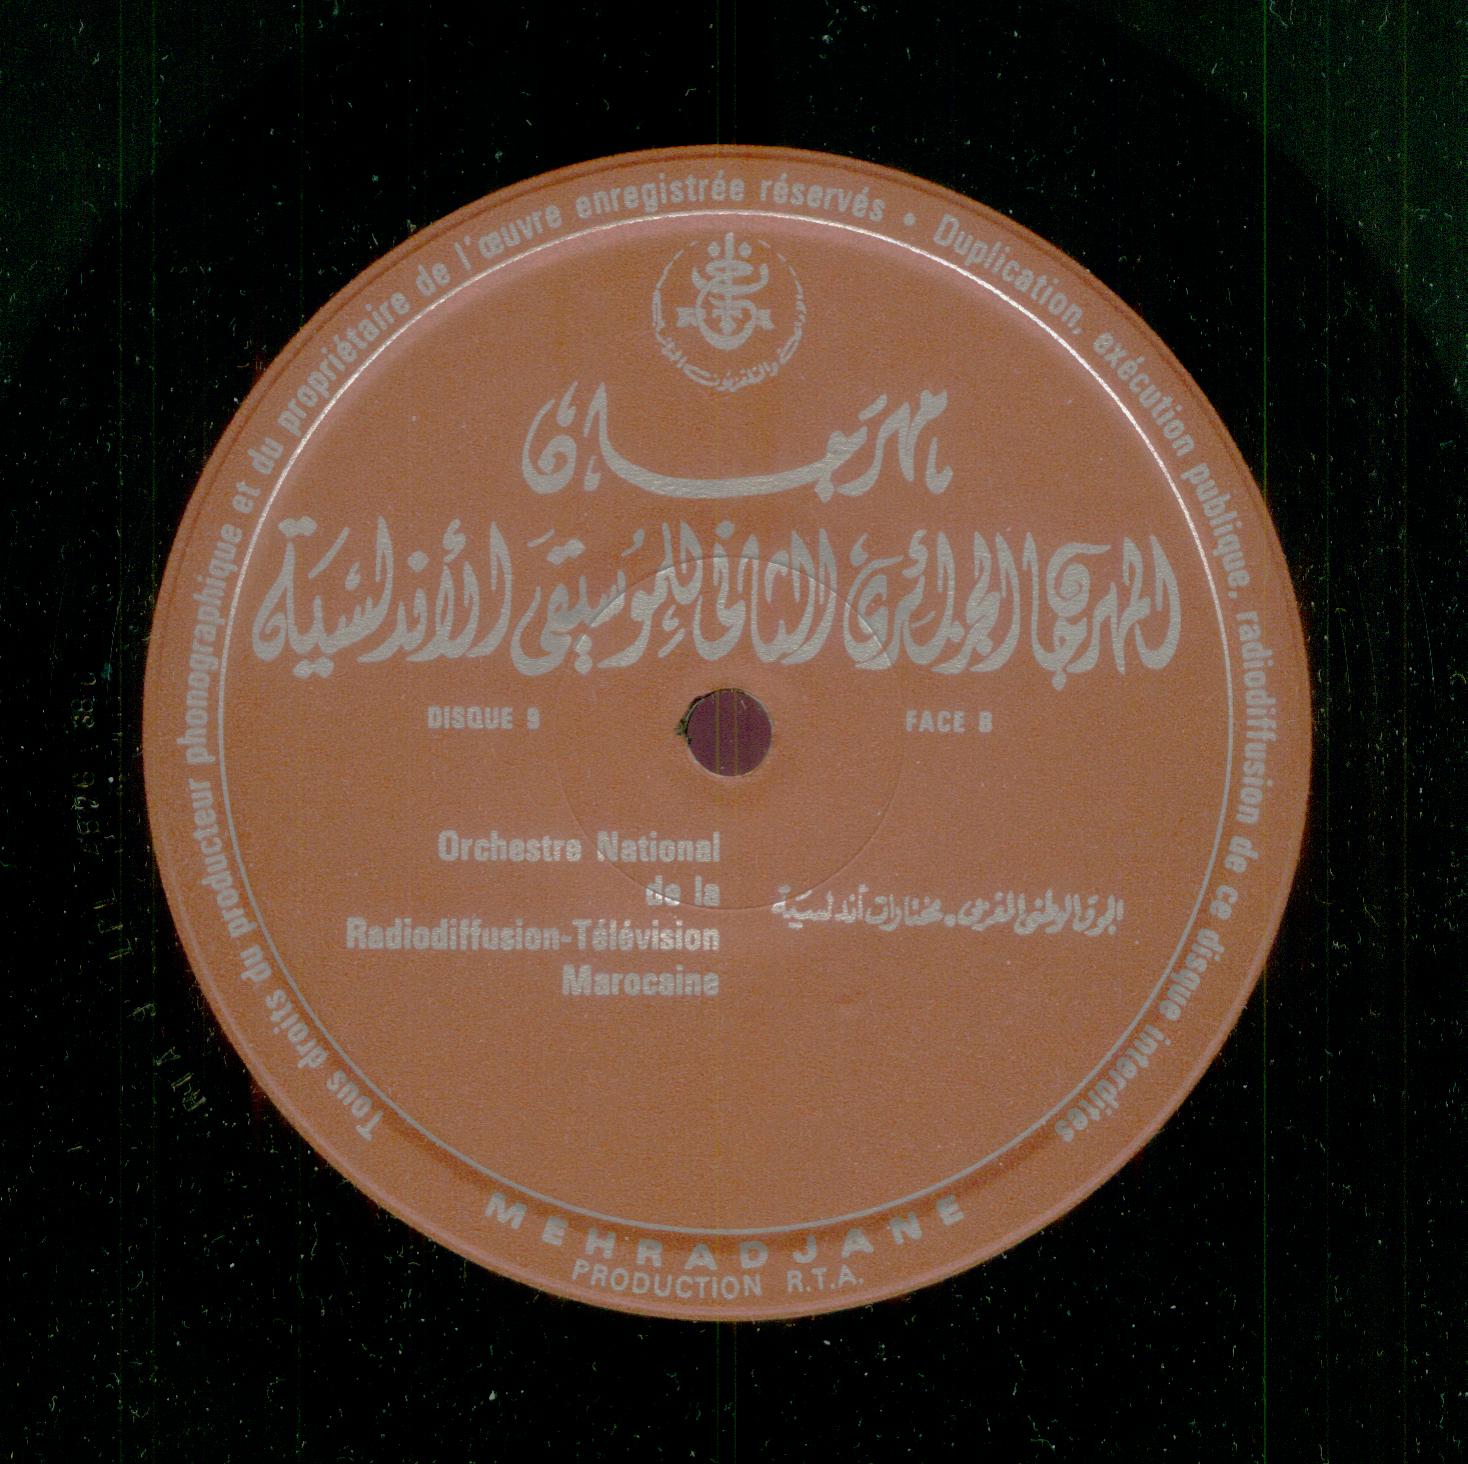 Tous droits du producteur phonographique et du propriétaire de l'œuvre enregistrée réservés • Duplication, exécution publique, radiodiffusion de ce disque interdites
مهرجان
المهرجان الجزائري الثاني للموسيقى الأندلسية
DISQUE 9
FACE B
Orchestre National
de la
Radiodiffusion-Télévision
Marocaine
الجوق الوطني المغربي. مختارات أندلسية
MEHRADJANE
PRODUCTION R.T.A.